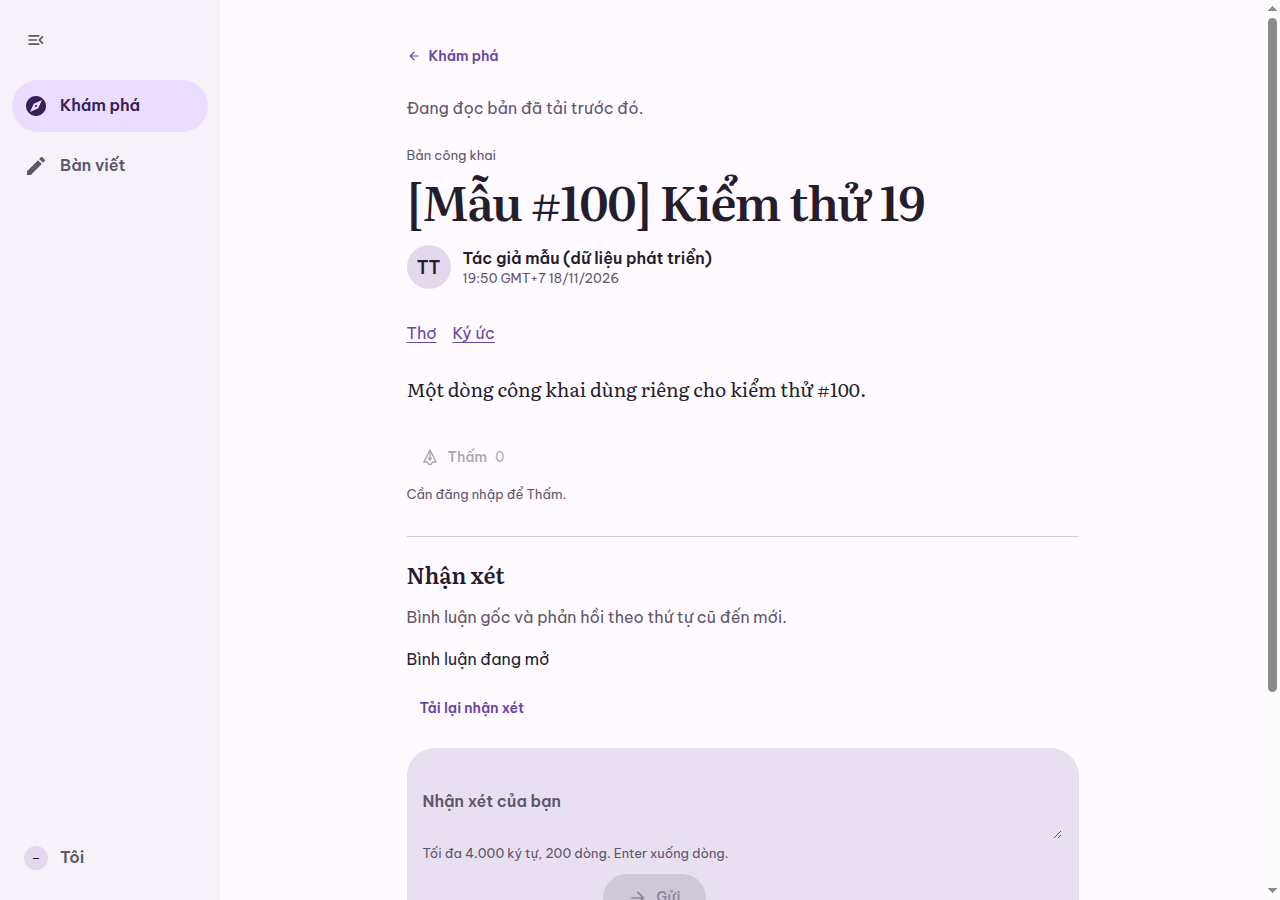 Khám phá
Bàn viết
Tôi
Khám phá
Đang đọc bản đã tải trước đó.
Bản công khai
[Mẫu #100] Kiểm thử 19
TT
Tác giả mẫu (dữ liệu phát triển)
19:50 GMT+7 18/11/2026
Thơ Ký ức
Một dòng công khai dùng riêng cho kiểm thử #100.
Thấm 0
Cần đăng nhập để Thấm.
Nhận xét
Bình luận gốc và phản hồi theo thứ tự cũ đến mới.
Bình luận đang mở
Tải lại nhận xét
Nhận xét của bạn
Tối đa 4.000 ký tự, 200 dòng. Enter xuống dòng.
Gửi